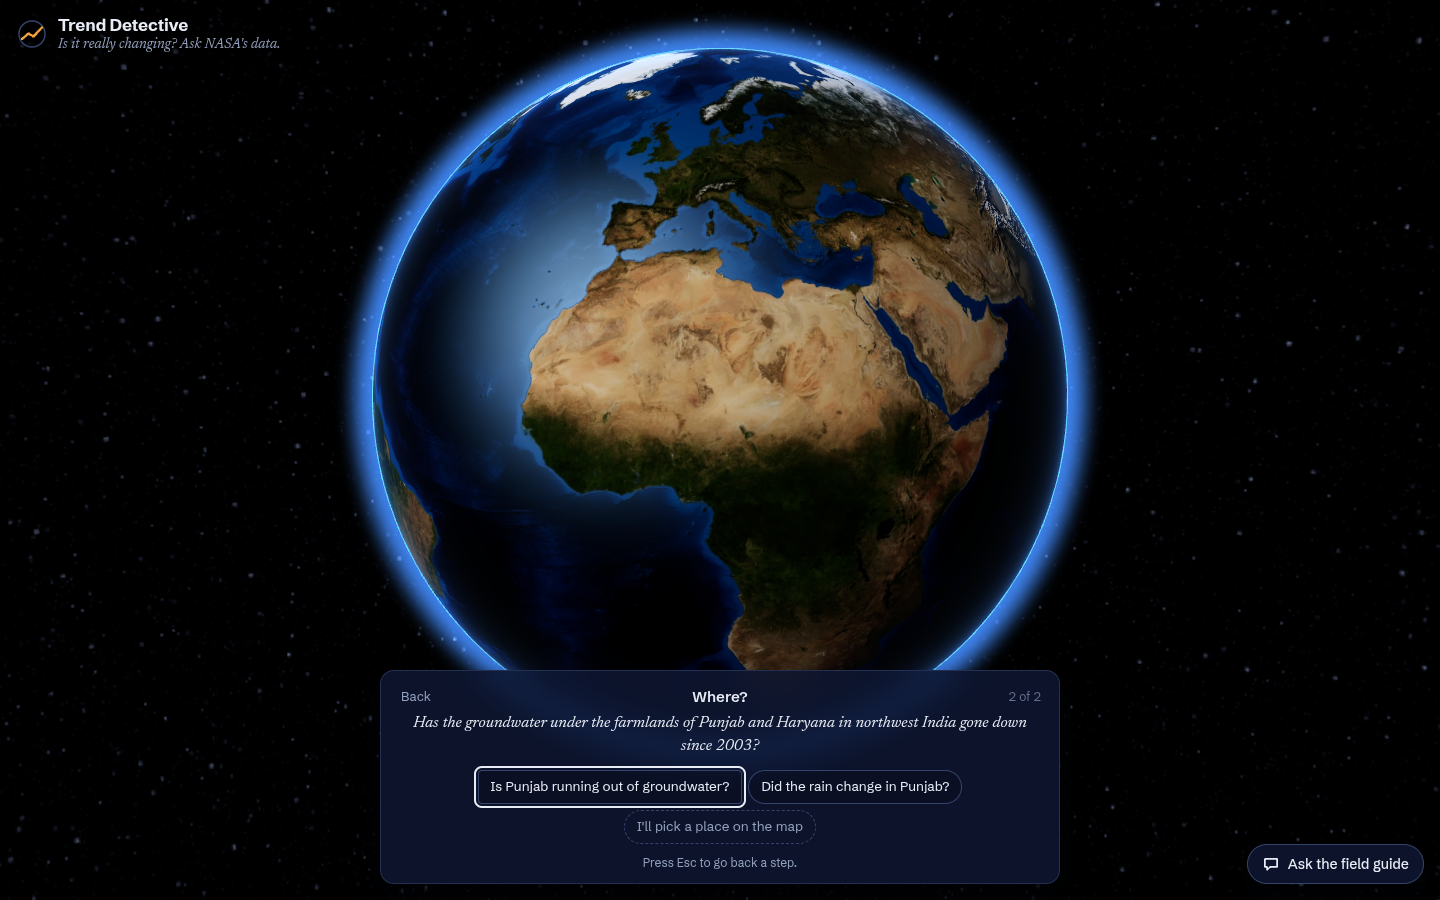 Trend Detective
Is it really changing? Ask NASA's data.
Back
Where?
2 of 2
Has the groundwater under the farmlands of Punjab and Haryana in northwest India gone down
since 2003?
Is Punjab running out of groundwater?
Did the rain change in Punjab?
I'll pick a place on the map
Press Esc to go back a step.
Ask the field guide